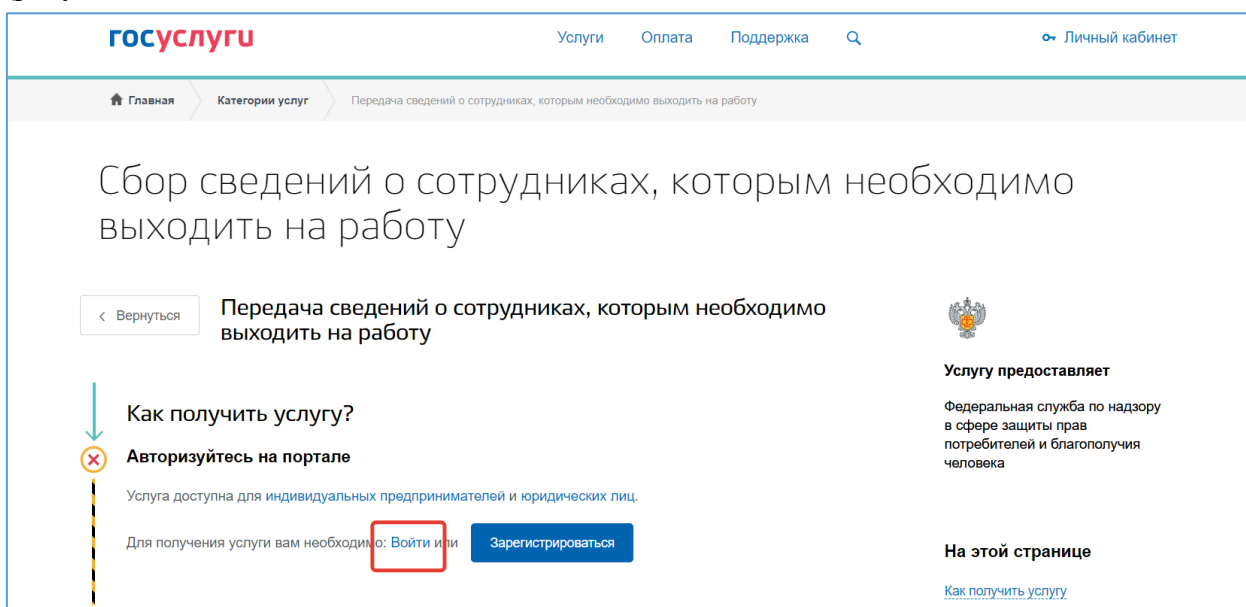 госуслуги
Услуги Оплата Поддержка Личный кабинет
Главная Категории услуг Передача сведений о сотрудниках, которым необходимо выходить на работу
Сбор сведений о сотрудниках, которым необходимо
выходить на работу
Вернуться
Передача сведений о сотрудниках, которым необходимо
выходить на работу
Как получить услугу?
Авторизуйтесь на портале
Услуга доступна для индивидуальных предпринимателей и юридических лиц.
Для получения услуги вам необходимо: Войти или Зарегистрироваться
Услугу предоставляет
Федеральная служба по надзору
в сфере защиты прав
потребителей и благополучия
человека
На этой странице
Как получить услугу